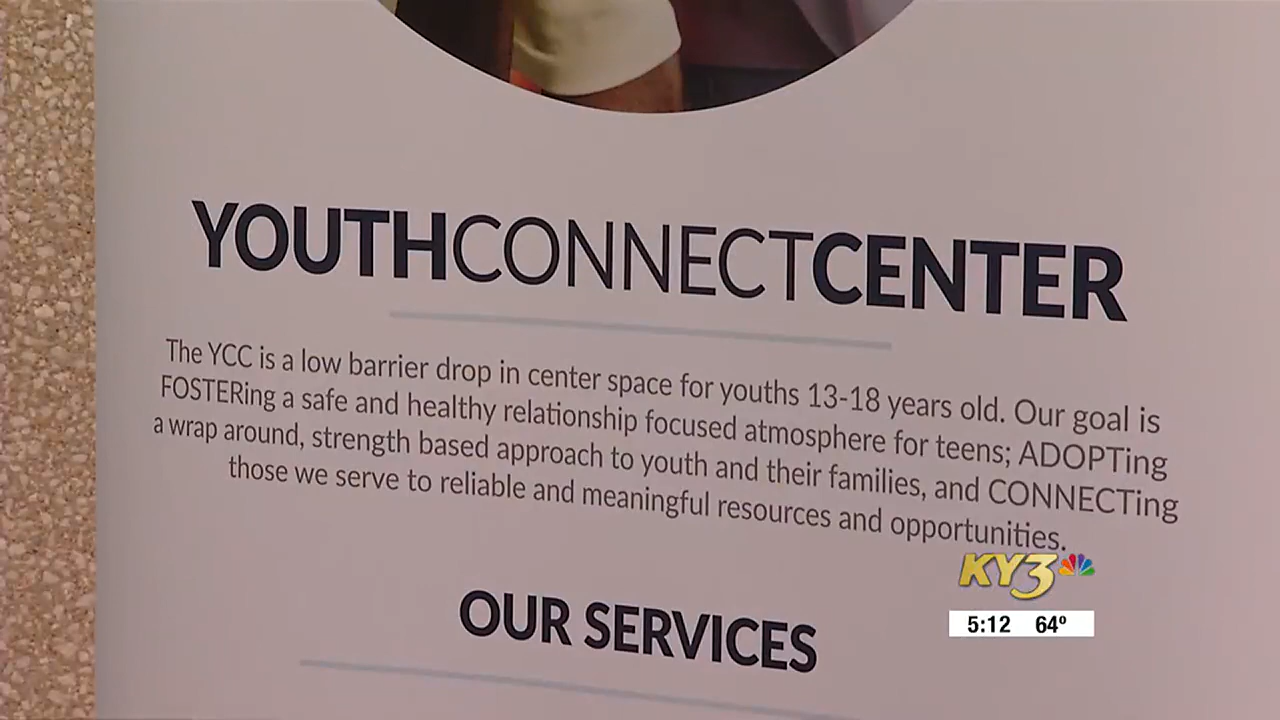 YOUTHCONNECTCENTER
The YCC is a low barrier drop in center space for youths 13-18 years old. Our goal is
FOSTERing a safe and healthy relationship focused atmosphere for teens; ADOPTing
a wrap around, strength based approach to youth and their families, and CONNECTing
those we serve to reliable and meaningful resources and opportunities.
KY3
5:12 64º
OUR SERVICES